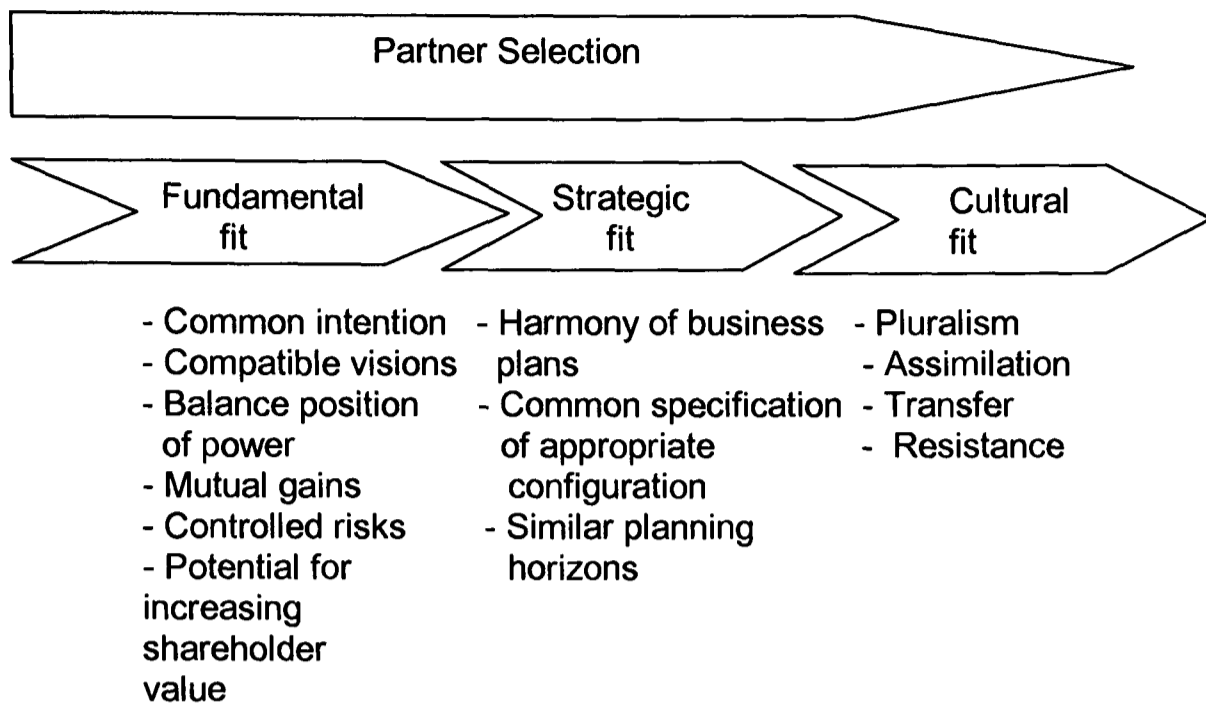 Partner Selection
Fundamental
fit
Strategic
fit
Cultural
fit
- Common intention
- Compatible visions
- Balance position
of power
- Mutual gains
- Controlled risks
- Potential for
increasing
shareholder
value
- Harmony of business
plans
- Common specification
of appropriate
configuration
- Similar planning
horizons
- Pluralism
- Assimilation
- Transfer
- Resistance